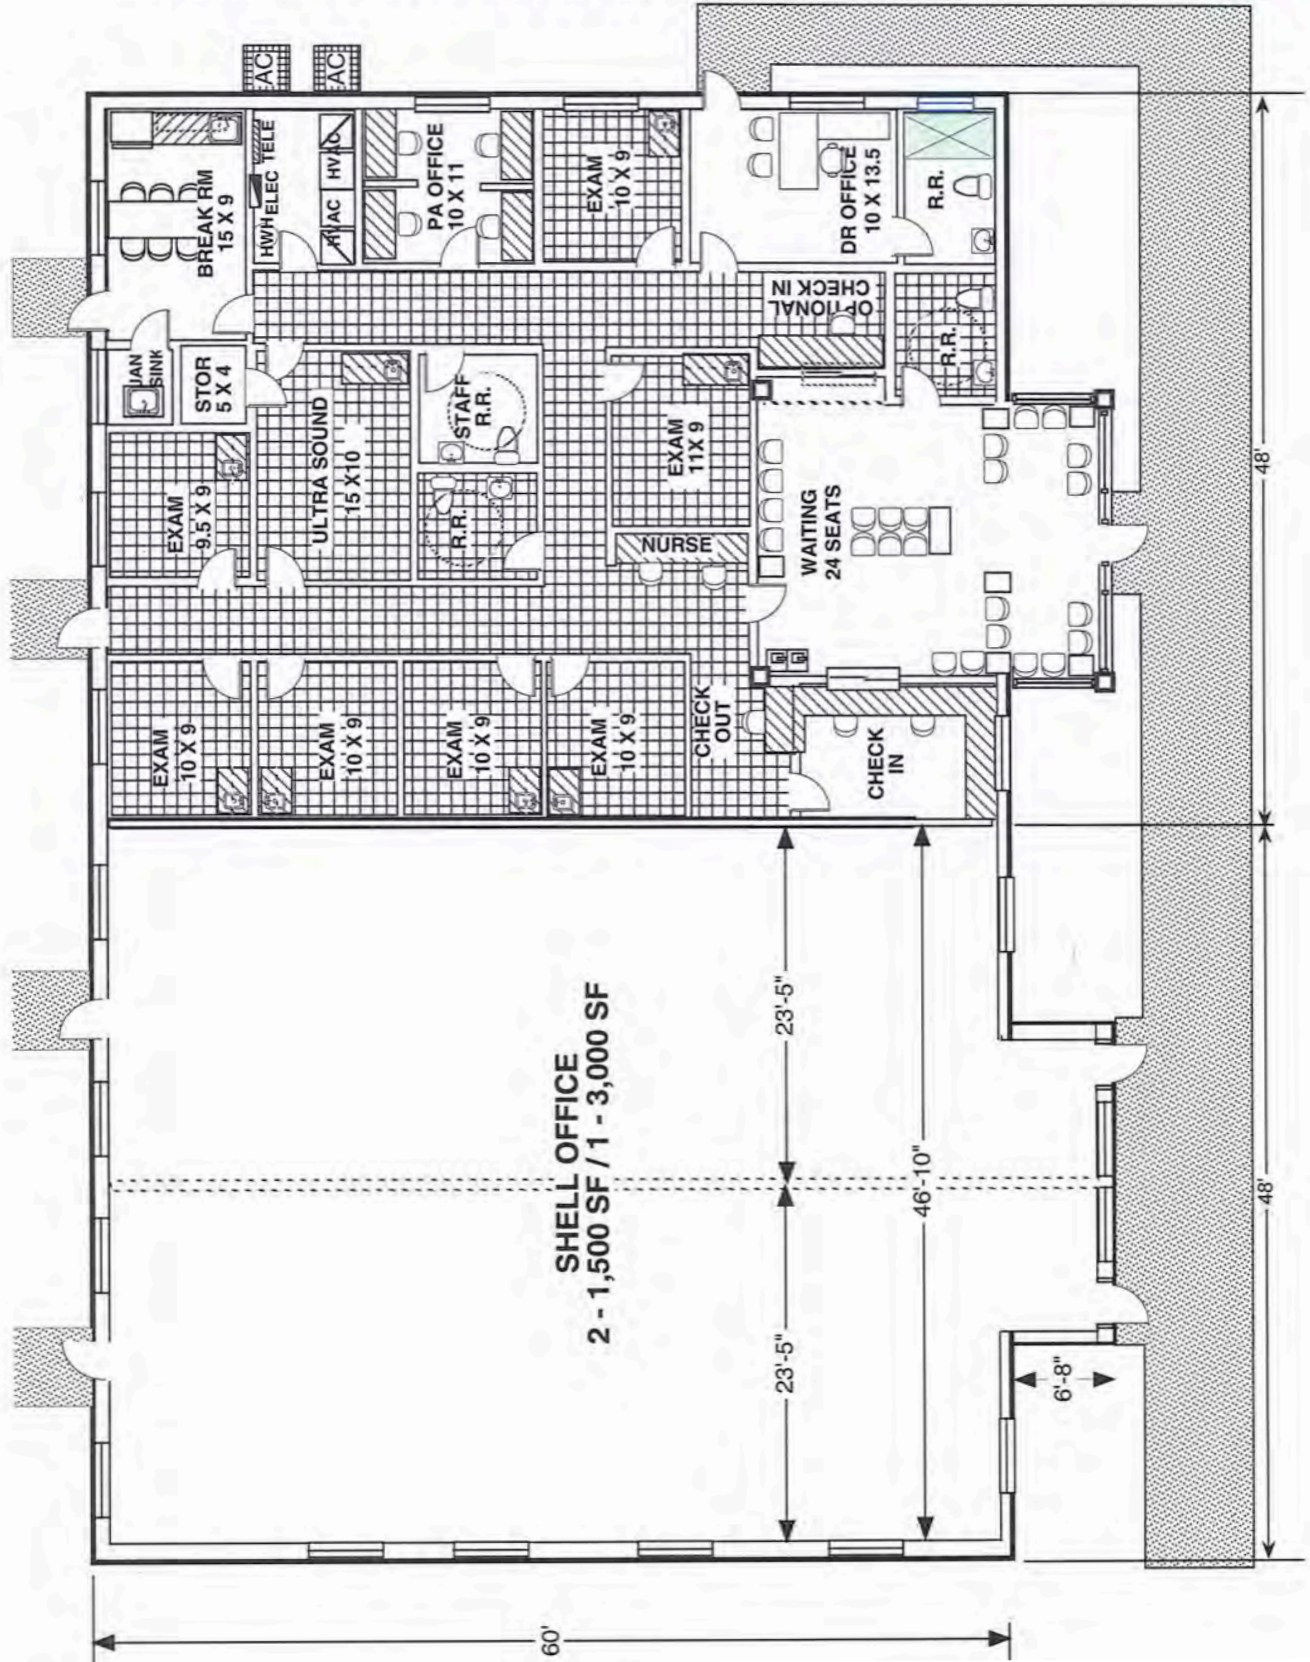 AC
AC
BREAK RM
15 X 9
HWH
ELEC
TELE
HVAC
HVAC
PA OFFICE
10 X 11
EXAM
10 X 9
DR OFFICE
10 X 13.5
R.R.
JAN
SINK
STOR
5 X 4
OPTIONAL
CHECK IN
R.R.
EXAM
9.5 X 9
ULTRA SOUND
15 X10
STAFF
R.R.
R.R.
EXAM
11X 9
NURSE
WAITING
24 SEATS
EXAM
10 X 9
EXAM
10 X 9
EXAM
10 X 9
EXAM
10 X 9
CHECK
OUT
CHECK
IN
48'
SHELL OFFICE
2 - 1,500 SF / 1 - 3,000 SF
23'-5"
23'-5"
46'-10"
6'-8"
48'
60'